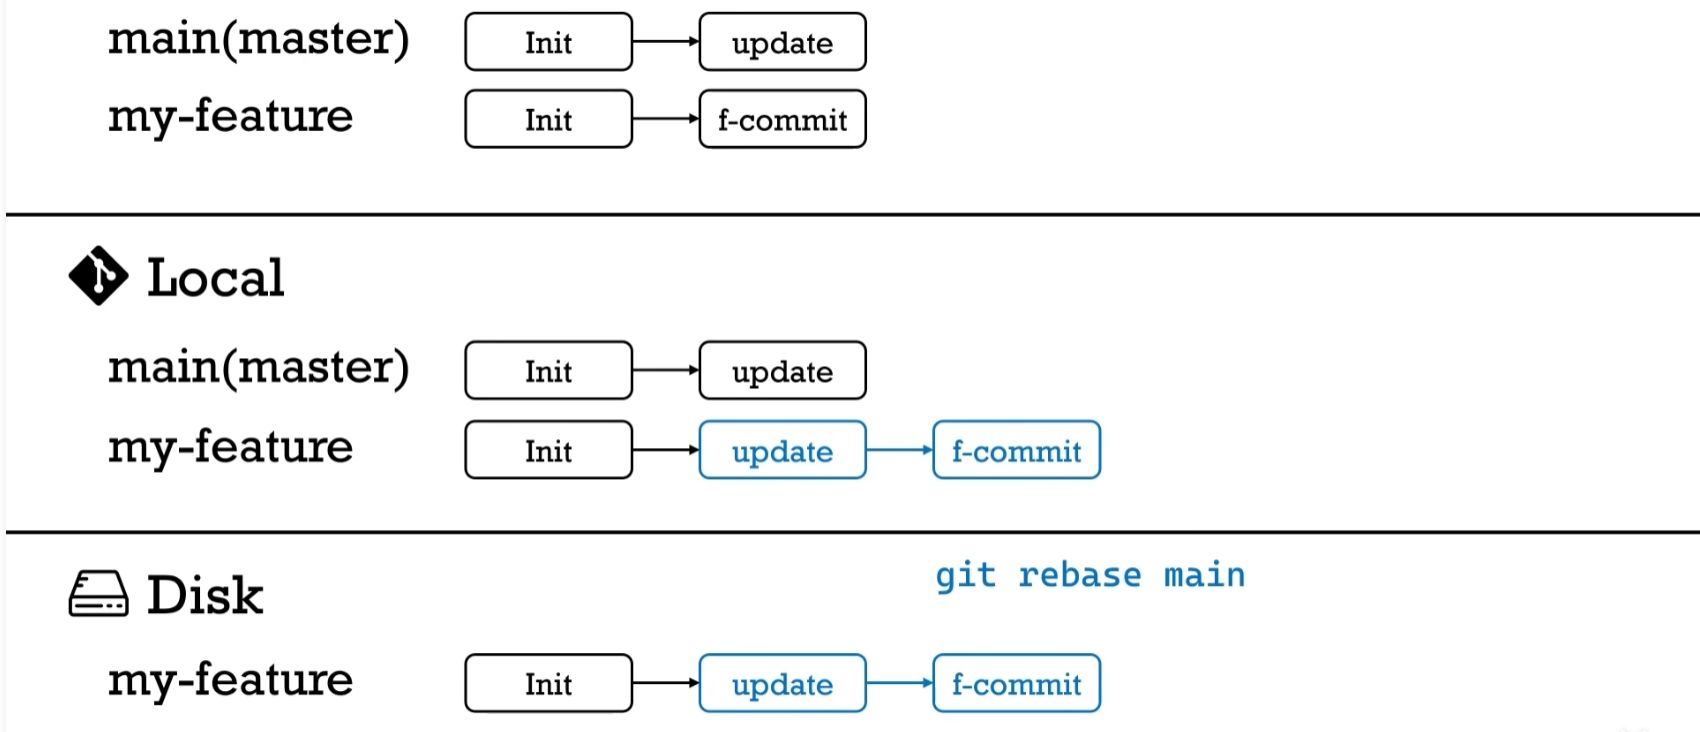 main(master) Init update
my-feature Init f-commit
Local
main(master) Init update
my-feature Init update f-commit
git rebase main
Disk
my-feature Init update f-commit